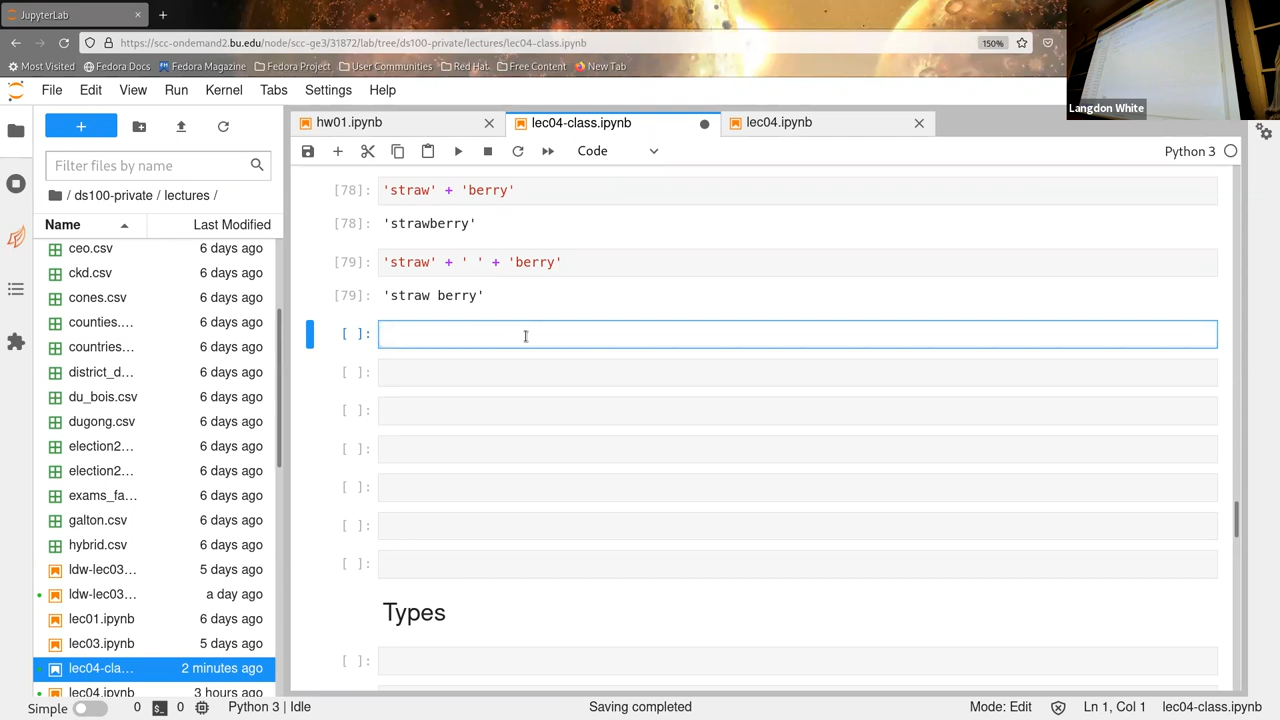 JupyterLab
https://scc-ondemand2.bu.edu/node/scc-ge3/31872/lab/tree/ds100-private/lectures/lec04-class.ipynb
150%
Most Visited
Fedora Docs
Fedora Magazine
Fedora Project
User Communities
Red Hat
Free Content
New Tab
Langdon White
File Edit View Run Kernel Tabs Settings Help
hw01.ipynb
lec04-class.ipynb
lec04.ipynb
Code
Python 3
Filter files by name
/ ds100-private / lectures /
Name Last Modified
ceo.csv 6 days ago
ckd.csv 6 days ago
cones.csv 6 days ago
counties.... 6 days ago
countries... 6 days ago
district_d... 6 days ago
du_bois.csv 6 days ago
dugong.csv 6 days ago
election2... 6 days ago
election2... 6 days ago
exams_fa... 6 days ago
galton.csv 6 days ago
hybrid.csv 6 days ago
ldw-lec03... 5 days ago
ldw-lec03... a day ago
lec01.ipynb 6 days ago
lec03.ipynb 5 days ago
lec04-cla... 2 minutes ago
lec04.ipynb 3 hours ago
[78]: 'straw' + 'berry'
[78]: 'strawberry'
[79]: 'straw' + ' ' + 'berry'
[79]: 'straw berry'
[ ]:
[ ]:
[ ]:
[ ]:
[ ]:
[ ]:
[ ]:
Types
[ ]:
Simple 0 $_ 0 Python 3 | Idle Saving completed Mode: Edit Ln 1, Col 1 lec04-class.ipynb